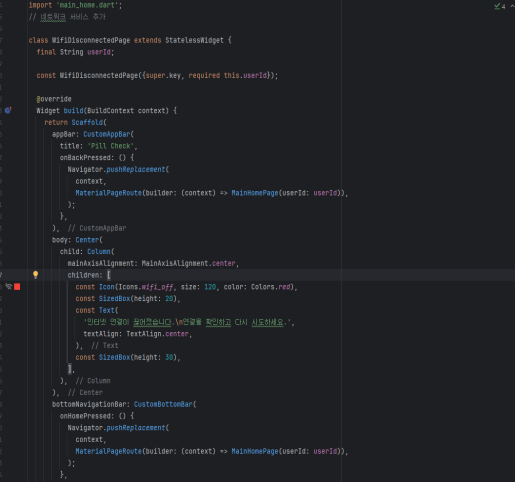 import 'main_home.dart';
// 네트워크 서비스 추가
class WifiDisconnectedPage extends StatelessWidget {
final String userId;
const WifiDisconnectedPage({super.key, required this.userId});
@override
Widget build(BuildContext context) {
return Scaffold(
appBar: CustomAppBar(
title: 'Pill Check',
onBackPressed: () {
Navigator.pushReplacement(
context,
MaterialPageRoute(builder: (context) => MainHomePage(userId: userId)),
);
},
), // CustomAppBar
body: Center(
child: Column(
mainAxisAlignment: MainAxisAlignment.center,
children: [
const Icon(Icons.wifi_off, size: 120, color: Colors.red),
const SizedBox(height: 20),
const Text(
'인터넷 연결이 끊어졌습니다.\n연결을 확인하고 다시 시도하세요.',
textAlign: TextAlign.center,
), // Text
const SizedBox(height: 30),
],
), // Column
), // Center
bottomNavigationBar: CustomBottomBar(
onHomePressed: () {
Navigator.pushReplacement(
context,
MaterialPageRoute(builder: (context) => MainHomePage(userId: userId)),
);
},